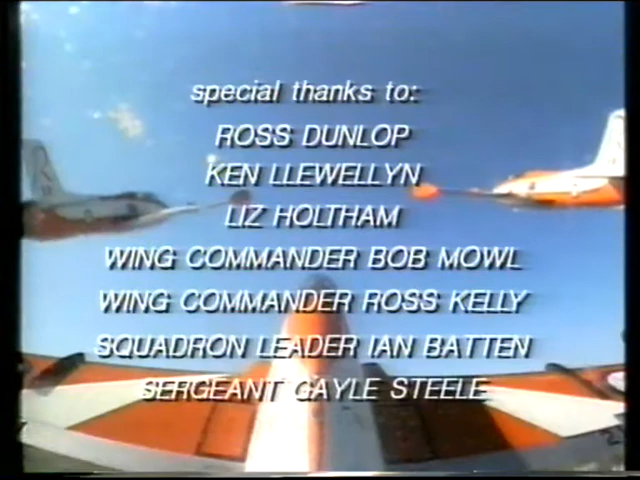 special thanks to:
ROSS DUNLOP
KEN LLEWELLYN
LIZ HOLTHAM
WING COMMANDER BOB MOWL
WING COMMANDER ROSS KELLY
SQUADRON LEADER IAN BATTEN
SERGEANT GAYLE STEELE